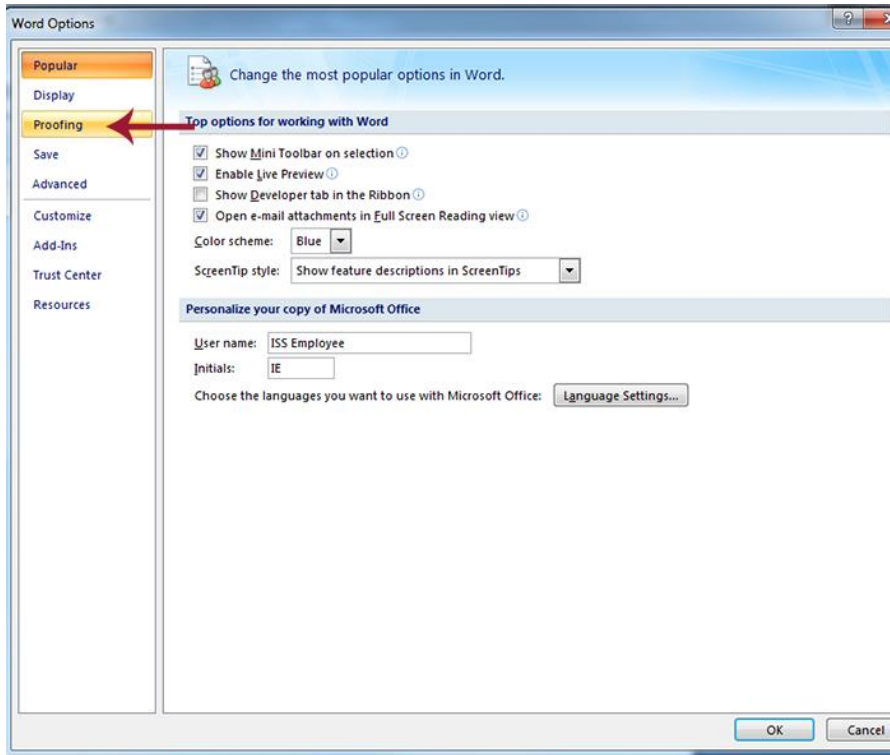 Word Options
Popular
Display
Proofing
Save
Advanced
Customize
Add-Ins
Trust Center
Resources
Change the most popular options in Word.
Top options for working with Word
Show Mini Toolbar on selection
Enable Live Preview
Show Developer tab in the Ribbon
Open e-mail attachments in Full Screen Reading view
Color scheme: Blue
ScreenTip style: Show feature descriptions in ScreenTips
Personalize your copy of Microsoft Office
User name: ISS Employee
Initials: IE
Choose the languages you want to use with Microsoft Office: Language Settings...
OK Cancel